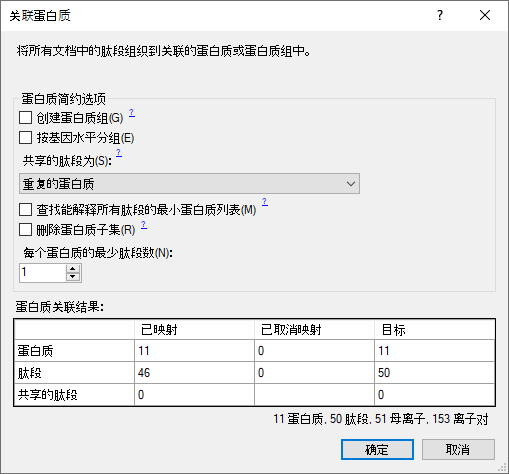 关联蛋白质
?
将所有文档中的肽段组织到关联的蛋白质或蛋白质组中。
蛋白质简约选项
创建蛋白质组(G) ?
按基因水平分组(E)
共享的肽段为(S): ?
重复的蛋白质
查找能解释所有肽段的最小蛋白质列表(M) ?
删除蛋白质子集(R) ?
每个蛋白质的最少肽段数(N):
1
蛋白质关联结果:
已映射 已取消映射 目标
蛋白质 11 0 11
肽段 46 0 50
共享的肽段 0 0
11 蛋白质, 50 肽段, 51 母离子, 153 离子对
确定 取消